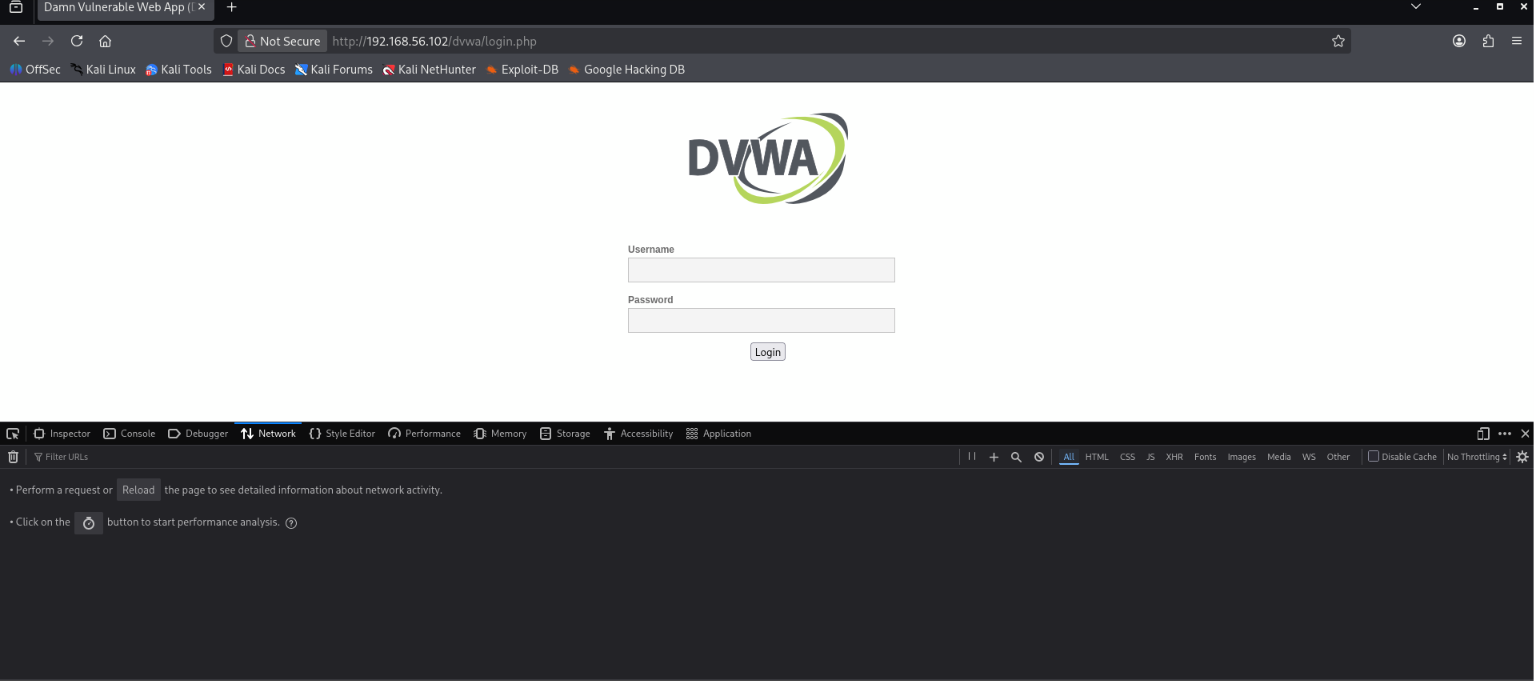 Damn Vulnerable Web App (
Not Secure http://192.168.56.102/dvwa/login.php
OffSec Kali Linux Kali Tools Kali Docs Kali Forums Kali NetHunter Exploit-DB Google Hacking DB
DVWA
Username
Password
Login
Inspector Console Debugger Network Style Editor Performance Memory Storage Accessibility Application
Filter URLs All HTML CSS JS XHR Fonts Images Media WS Other Disable Cache No Throttling
• Perform a request or Reload the page to see detailed information about network activity.
• Click on the button to start performance analysis.